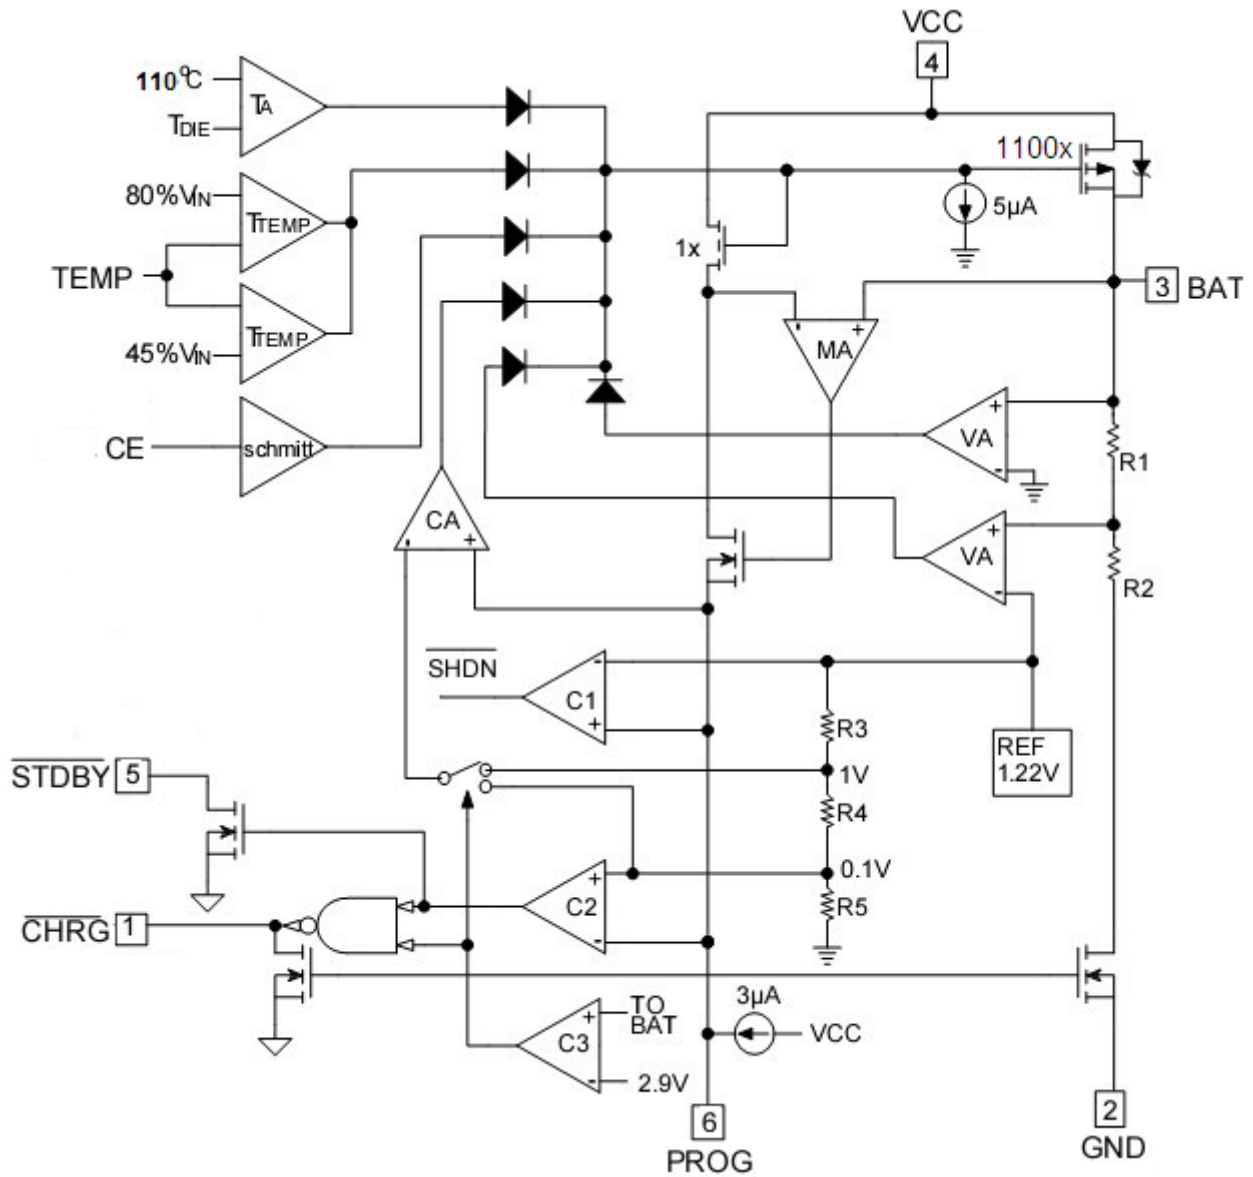 VCC
4
110°C
TA
TDIE
1100x
80%VIN
TTEMP
5µA
TEMP
1x
3 BAT
TTEMP
45%VIN
- +
MA
+
VA
-
CE
schmitt
R1
CA
- +
+
VA
-
R2
SHDN
-
C1
+
R3
REF
1.22V
STDBY 5
1V
R4
0.1V
+
C2
-
R5
CHRG 1
3µA
VCC
+
C3
-
TO
BAT
2.9V
6
PROG
2
GND